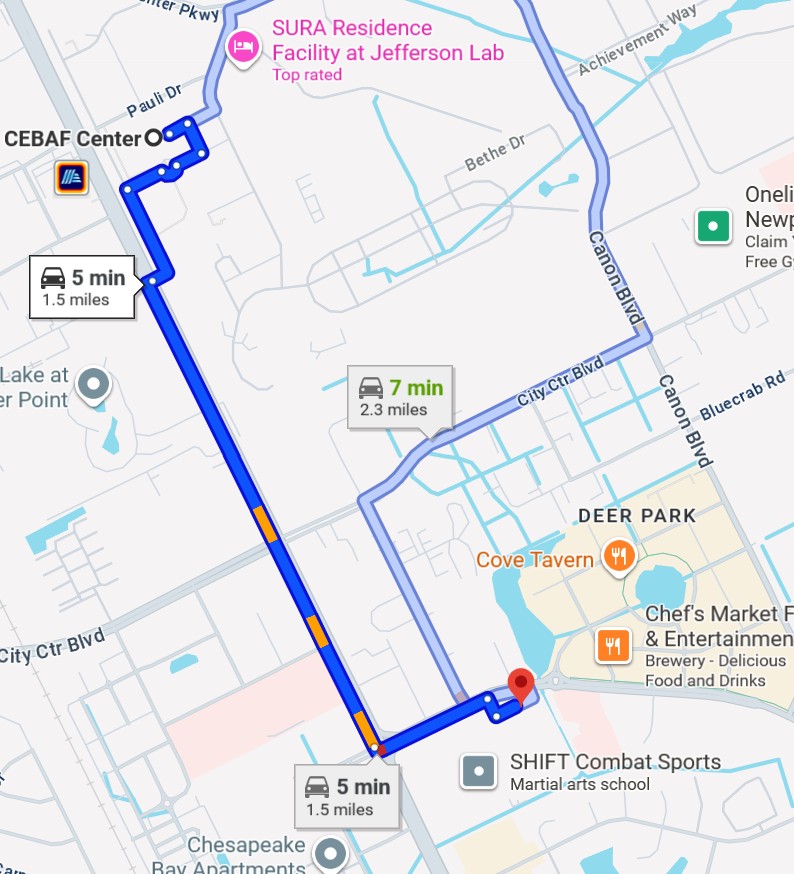 SURA Residence
Facility at Jefferson Lab
Top rated
Achievement Way
Pauli Dr
CEBAF Center
Bethe Dr
Canon Blvd
5 min
1.5 miles
7 min
2.3 miles
City Ctr Blvd
Canon Blvd
Bluecrab Rd
Lake at
DEER PARK
Cove Tavern
Chef's Market
& Entertainmen
Brewery - Delicious
Food and Drinks
City Ctr Blvd
SHIFT Combat Sports
Martial arts school
5 min
1.5 miles
Chesapeake
Bay Apartments
Pkwy
Point
Free
Claim